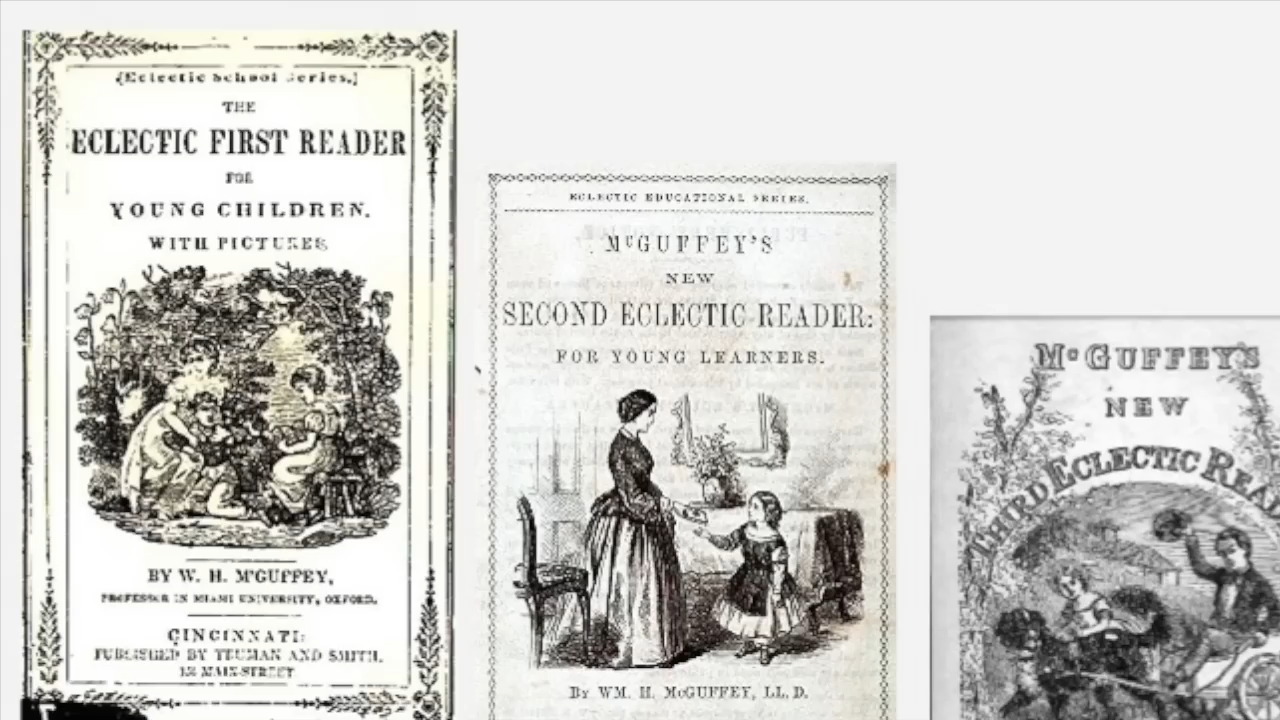 {Eclectic School Series.}
THE
ECLECTIC FIRST READER
FOR
YOUNG CHILDREN.
WITH PICTURES
BY W. H. M'GUFFEY,
PROFESSOR IN MIAMI UNIVERSITY, OXFORD.
CINCINNATI:
PUBLISHED BY TRUMAN AND SMITH.
MAIN-STREET
ECLECTIC EDUCATIONAL SERIES.
McGUFFEY'S
NEW
SECOND ECLECTIC READER:
FOR YOUNG LEARNERS.
By WM. H. McGUFFEY, LL. D.
McGUFFEY'S
NEW
THIRD ECLECTIC READ